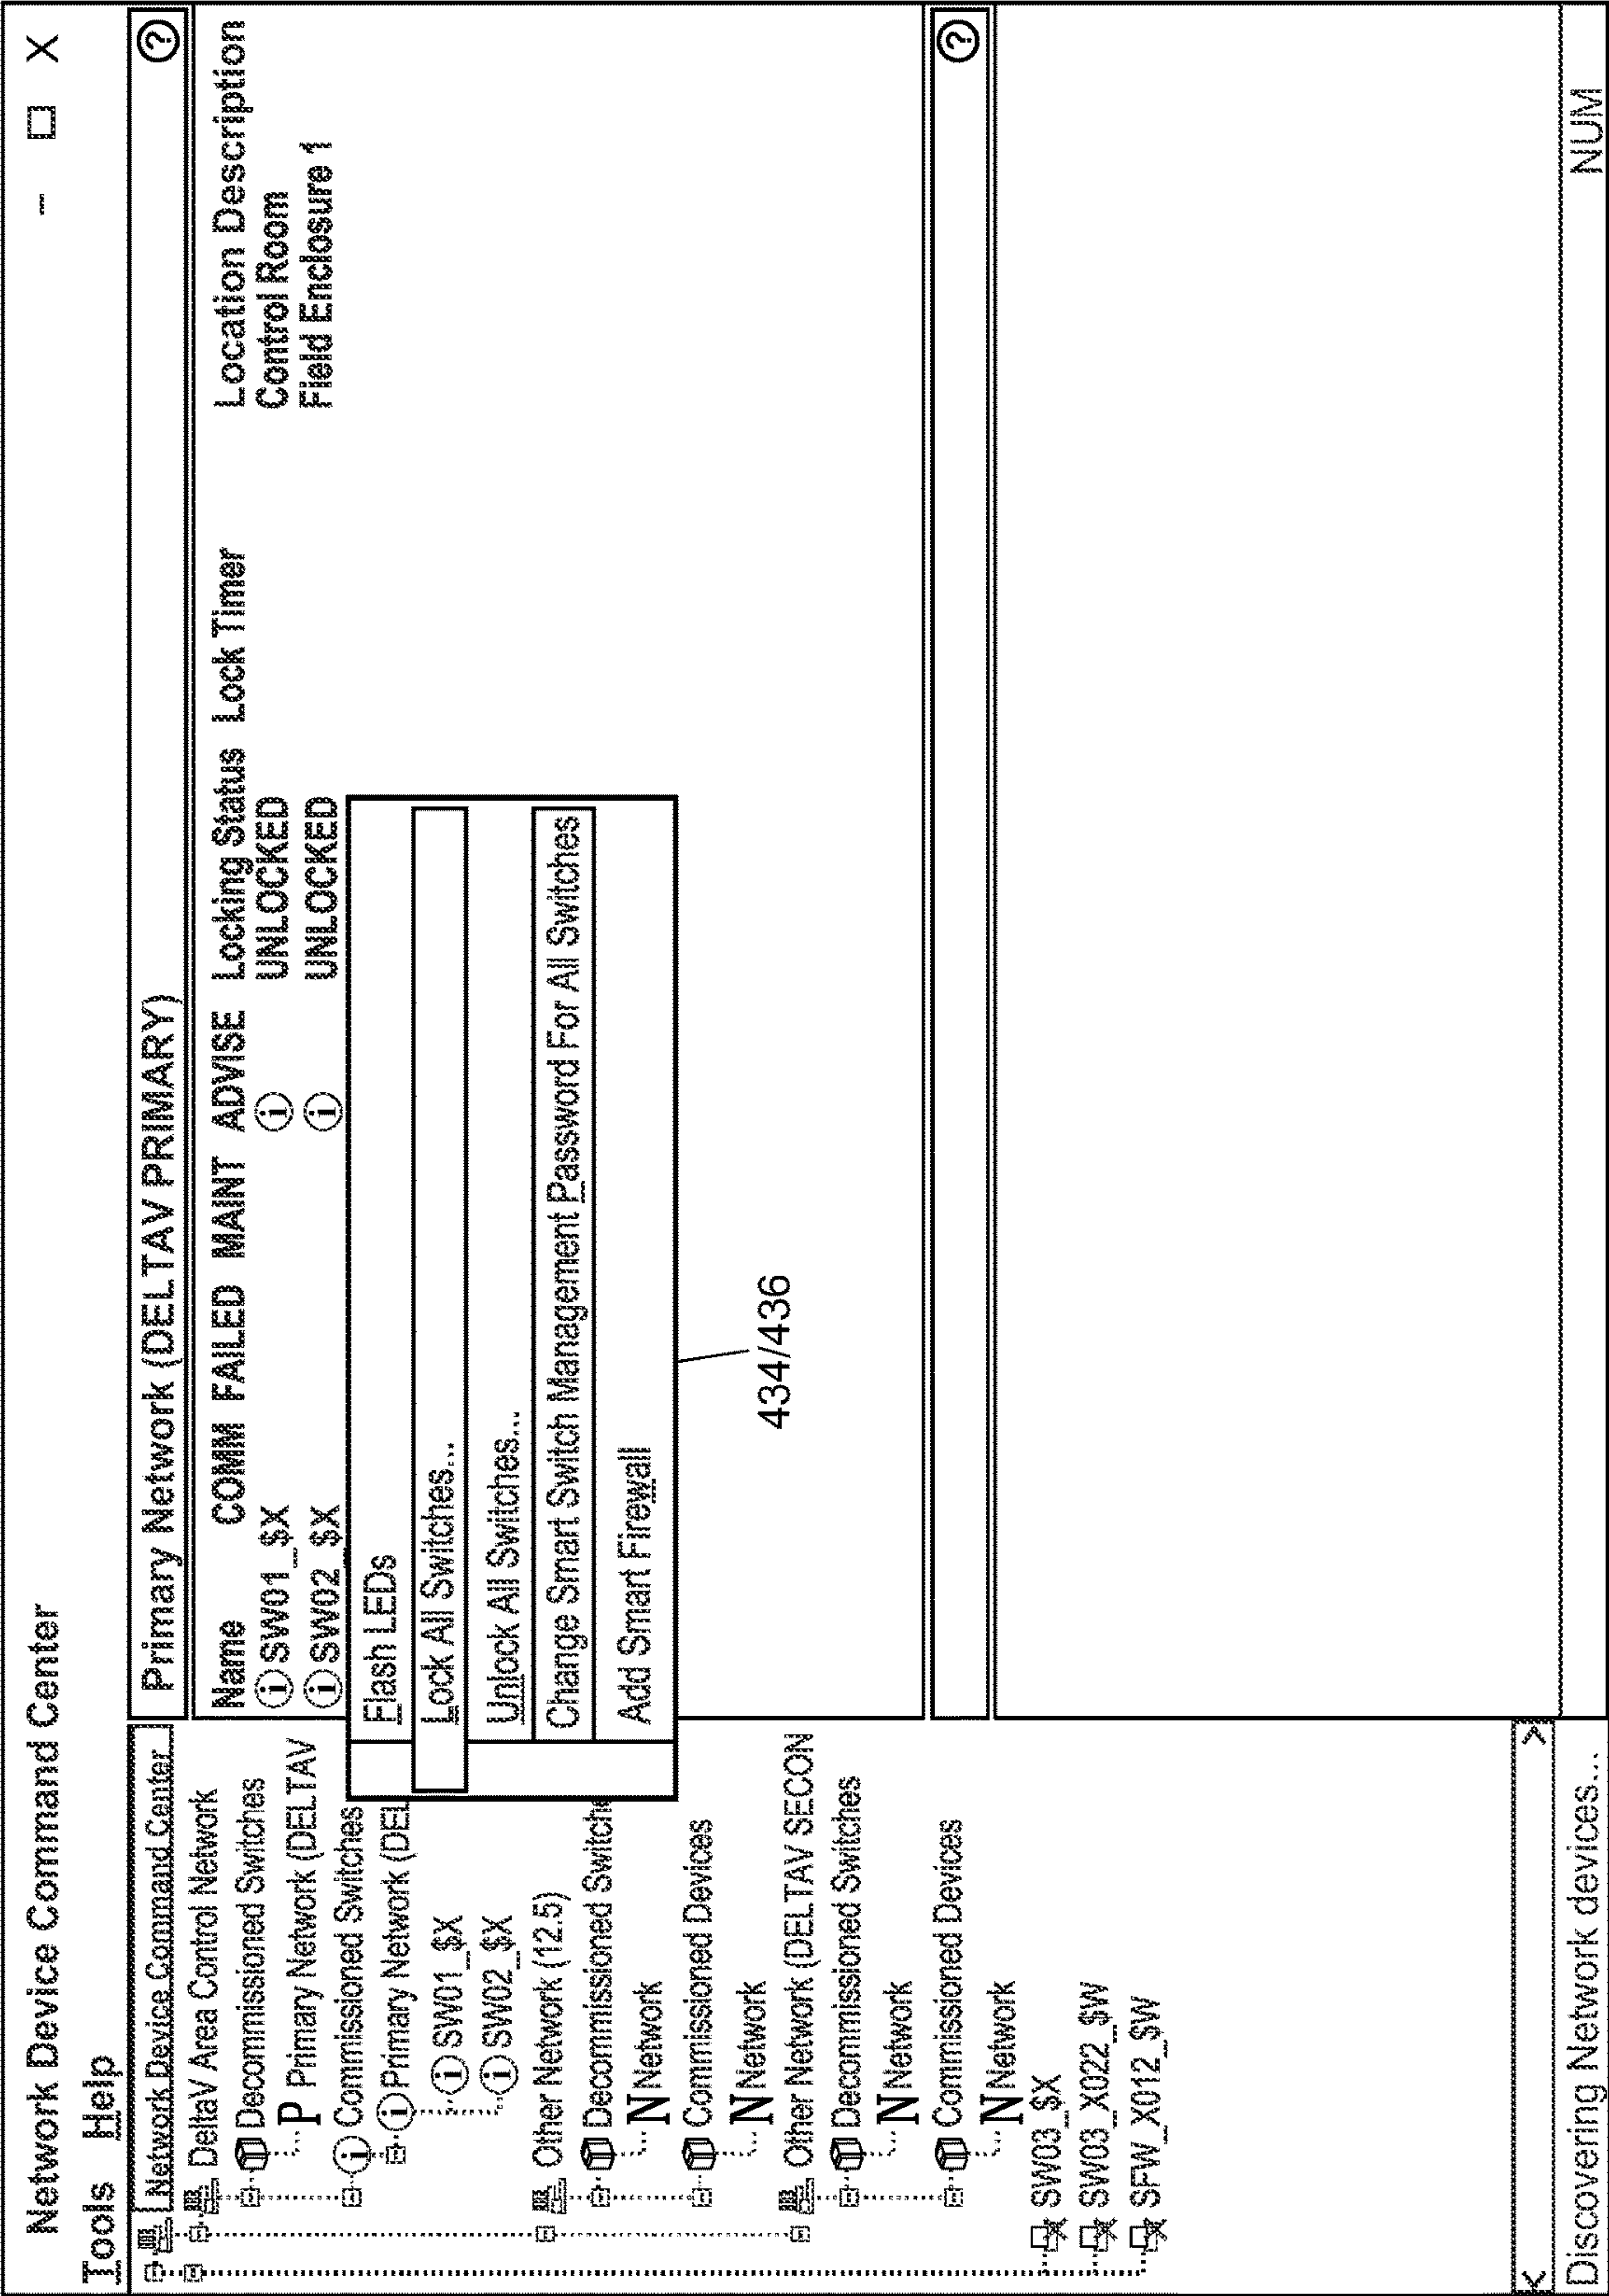 Network Device Command Center
- □ X
Tools Help
Network Device Command Center
DeltaV Area Control Network
Decommissioned Switches
P Primary Network (DELTAV
Commissioned Switches
Primary Network (DEL
SW01_$X
SW02_$X
Other Network (12.5)
Decommissioned Switche
N Network
Commissioned Devices
N Network
Other Network (DELTAV SECON
Decommissioned Switches
N Network
Commissioned Devices
N Network
SW03_$X
SW03_X022_$W
SFW_X012_$W
< >
Primary Network (DELTAV PRIMARY) ?
Name COMM FAILED MAINT ADVISE Locking Status Lock Timer Location Description
i SW01_$X i UNLOCKED Control Room
i SW02_$X i UNLOCKED Field Enclosure 1
Flash LEDs
Lock All Switches...
Unlock All Switches...
Change Smart Switch Management Password For All Switches
Add Smart Firewall
434/436
?
Discovering Network devices... NUM